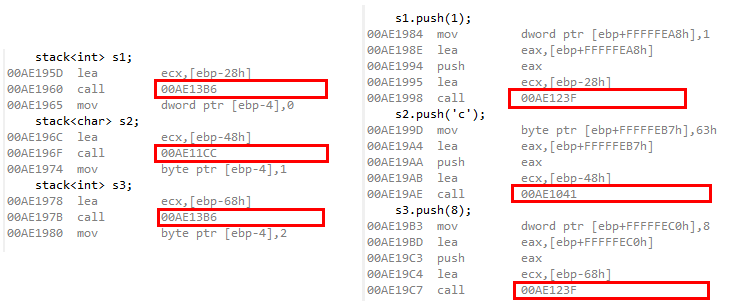 stack<int> s1;
00AE195D lea ecx,[ebp-28h]
00AE1960 call 00AE13B6
00AE1965 mov dword ptr [ebp-4],0
stack<char> s2;
00AE196C lea ecx,[ebp-48h]
00AE196F call 00AE11CC
00AE1974 mov byte ptr [ebp-4],1
stack<int> s3;
00AE1978 lea ecx,[ebp-68h]
00AE197B call 00AE13B6
00AE1980 mov byte ptr [ebp-4],2
s1.push(1);
00AE1984 mov dword ptr [ebp+FFFFFEA8h],1
00AE198E lea eax,[ebp+FFFFFEA8h]
00AE1994 push eax
00AE1995 lea ecx,[ebp-28h]
00AE1998 call 00AE123F
s2.push('c');
00AE199D mov byte ptr [ebp+FFFFFEB7h],63h
00AE19A4 lea eax,[ebp+FFFFFEB7h]
00AE19AA push eax
00AE19AB lea ecx,[ebp-48h]
00AE19AE call 00AE1041
s3.push(8);
00AE19B3 mov dword ptr [ebp+FFFFFEC0h],8
00AE19BD lea eax,[ebp+FFFFFEC0h]
00AE19C3 push eax
00AE19C4 lea ecx,[ebp-68h]
00AE19C7 call 00AE123F